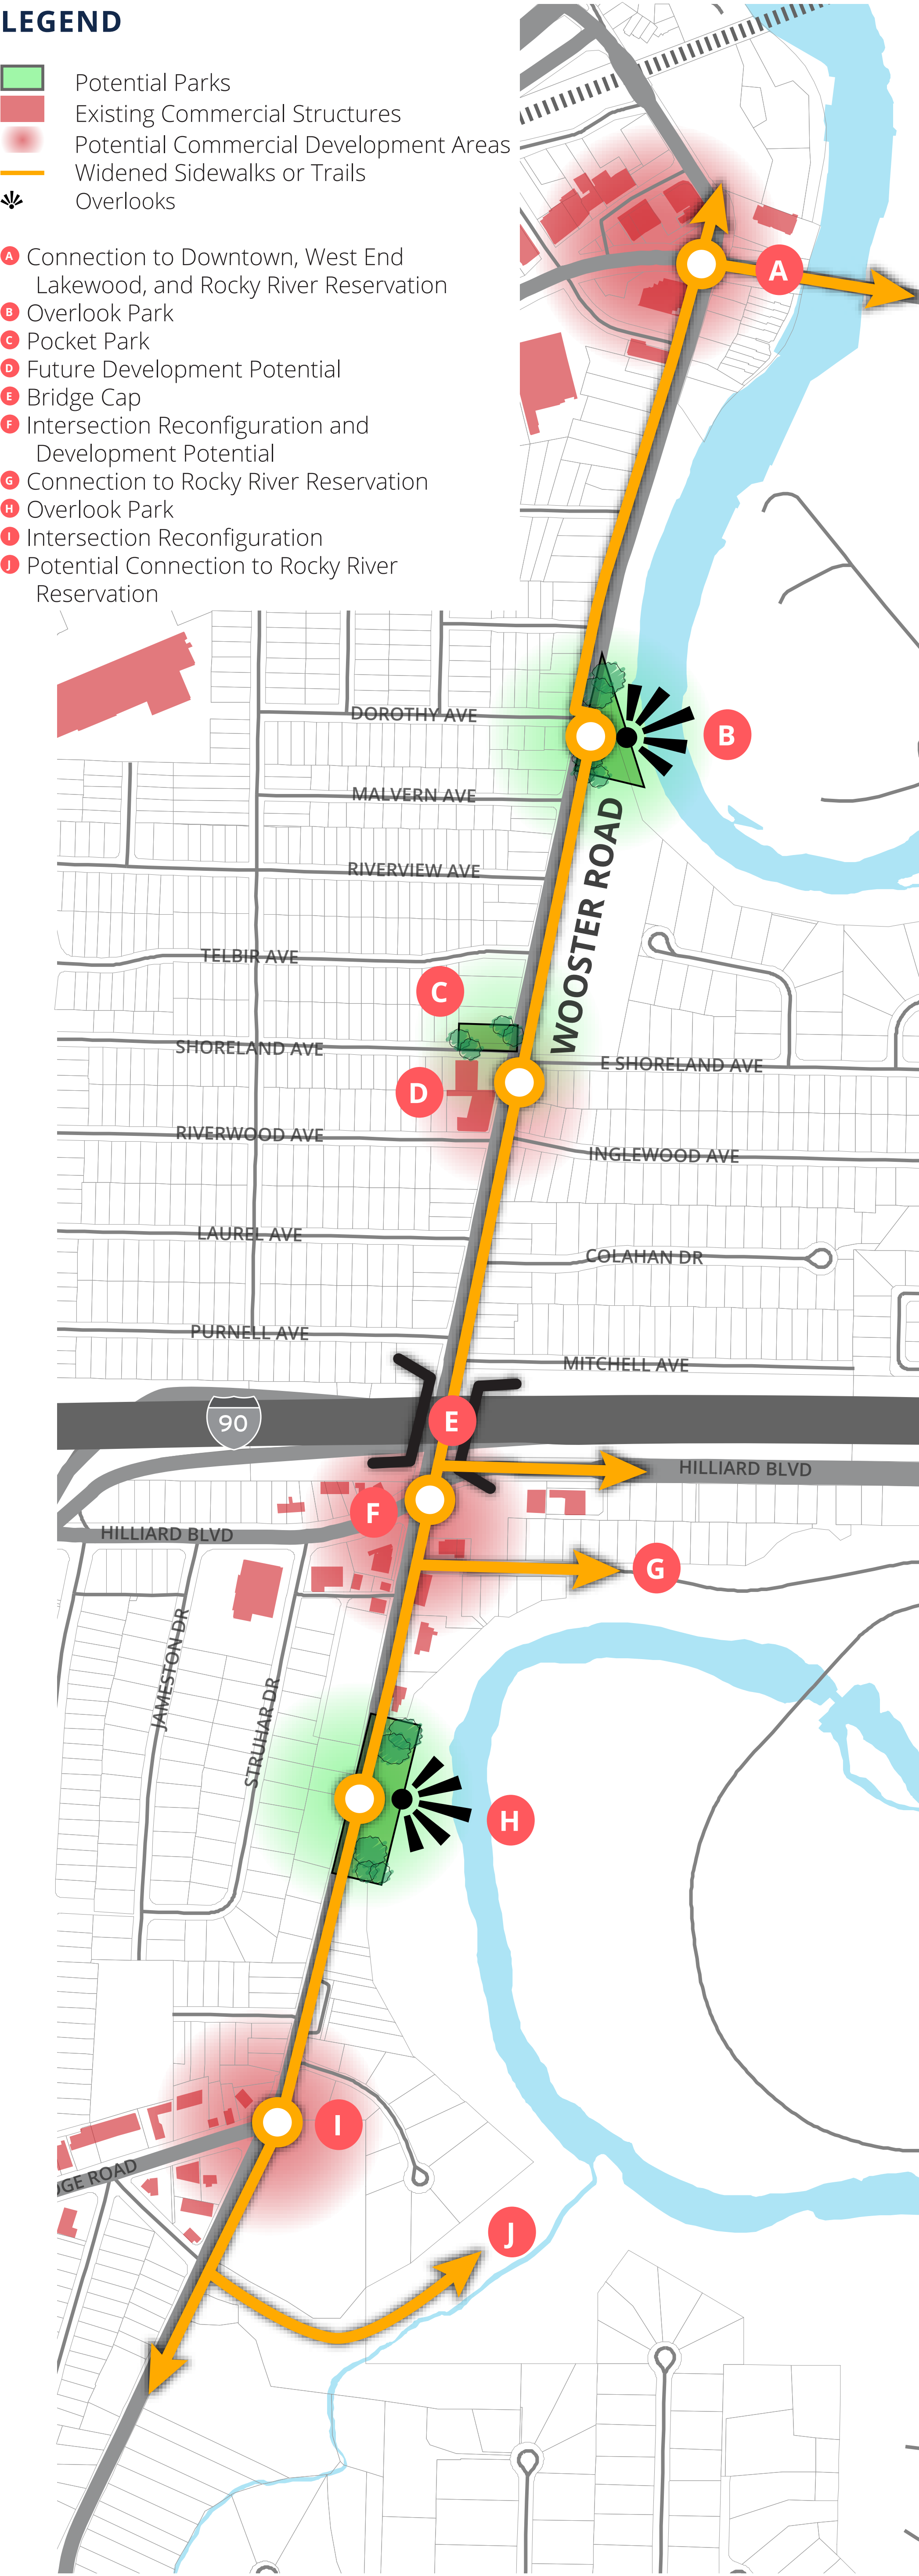 LEGEND
Potential Parks
Existing Commercial Structures
Potential Commercial Development Areas
Widened Sidewalks or Trails
Overlooks
A Connection to Downtown, West End
Lakewood, and Rocky River Reservation
B Overlook Park
C Pocket Park
D Future Development Potential
E Bridge Cap
F Intersection Reconfiguration and
Development Potential
G Connection to Rocky River Reservation
H Overlook Park
I Intersection Reconfiguration
J Potential Connection to Rocky River
Reservation
A
DOROTHY AVE
B
MALVERN AVE
WOOSTER ROAD
RIVERVIEW AVE
TELBIR AVE
C
SHORELAND AVE
E SHORELAND AVE
D
RIVERWOOD AVE
INGLEWOOD AVE
LAUREL AVE
COLAHAN DR
PURNELL AVE
MITCHELL AVE
E
90
HILLIARD BLVD
F
HILLIARD BLVD
G
JAMESTON DR
STRUHAR DR
H
I
DGE ROAD
J